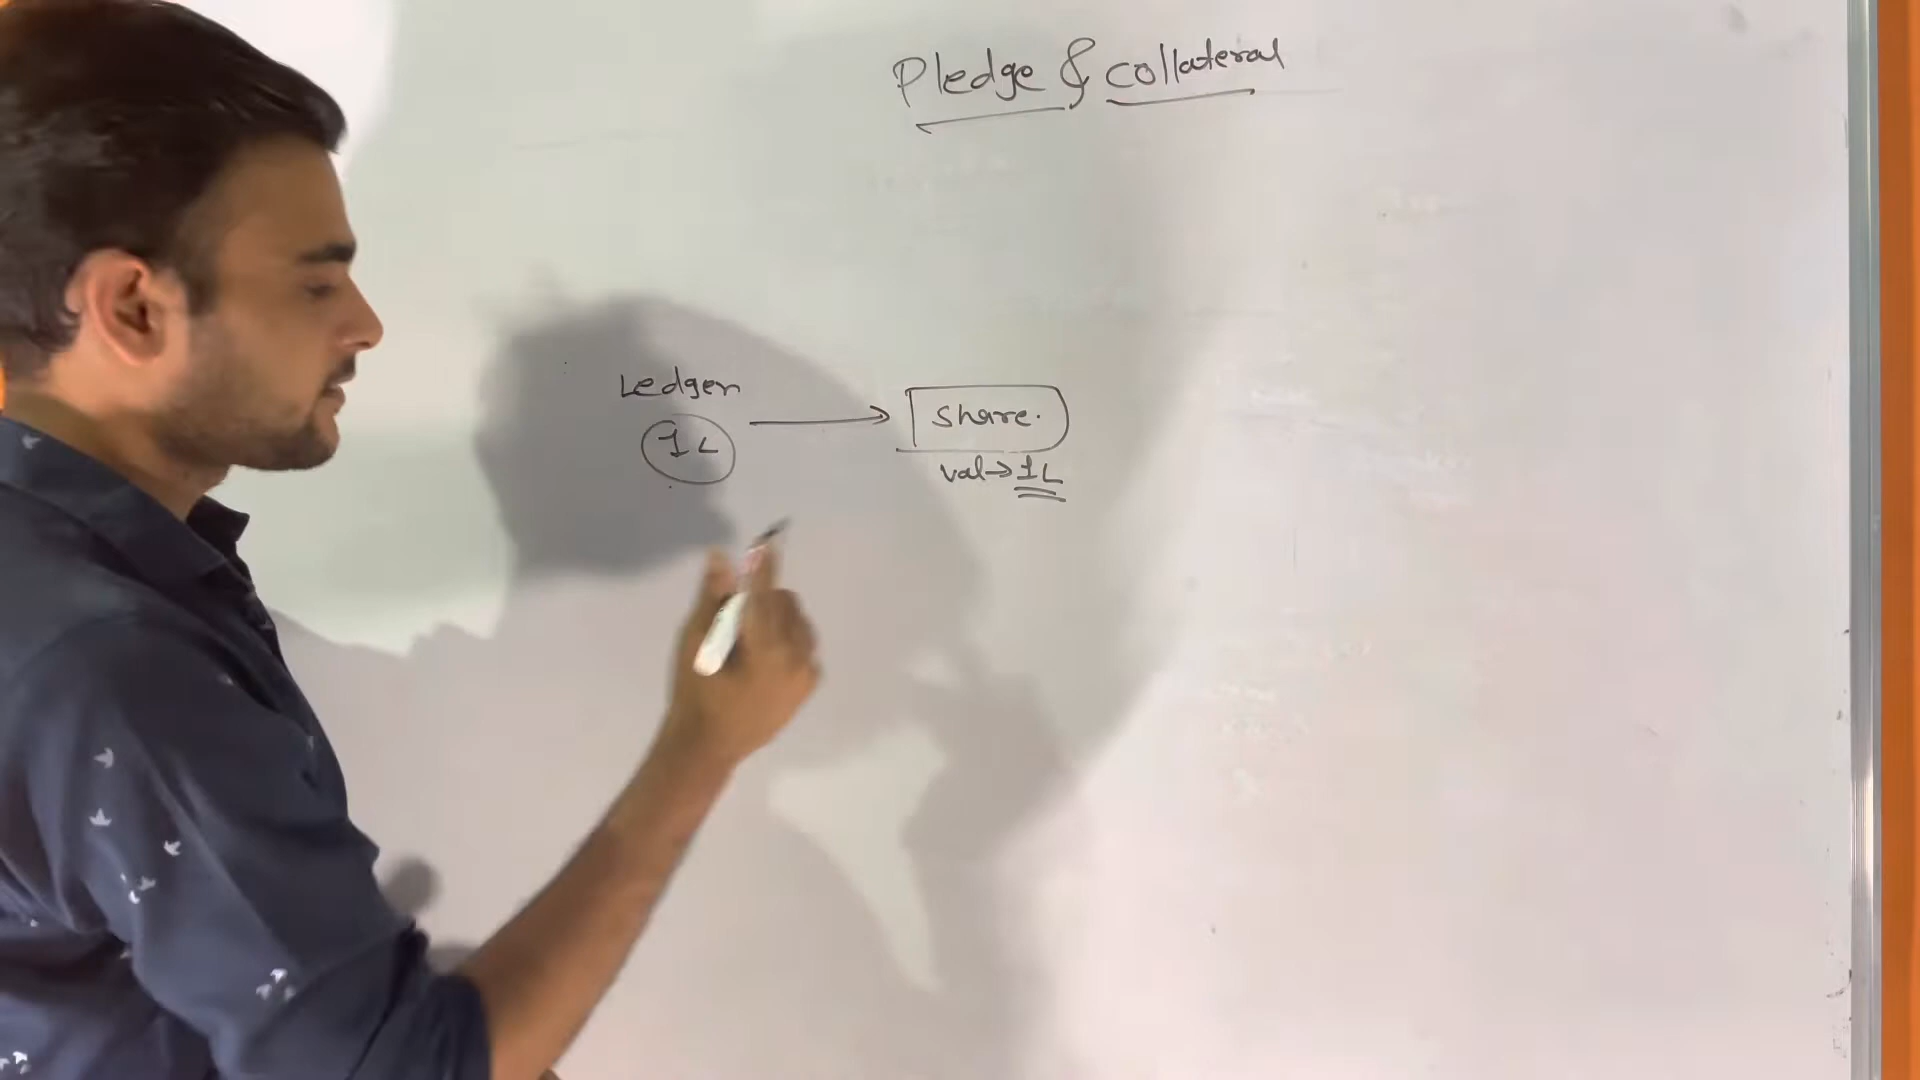 Pledge & Collateral
Ledger
1L
Share.
val→1L